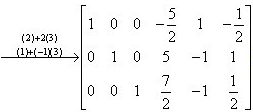 (2)+2(3)
(1)+(-1)(3)
1 0 0 -5/2 1 -1/2
0 1 0 5 -1 1
0 0 1 7/2 -1 1/2